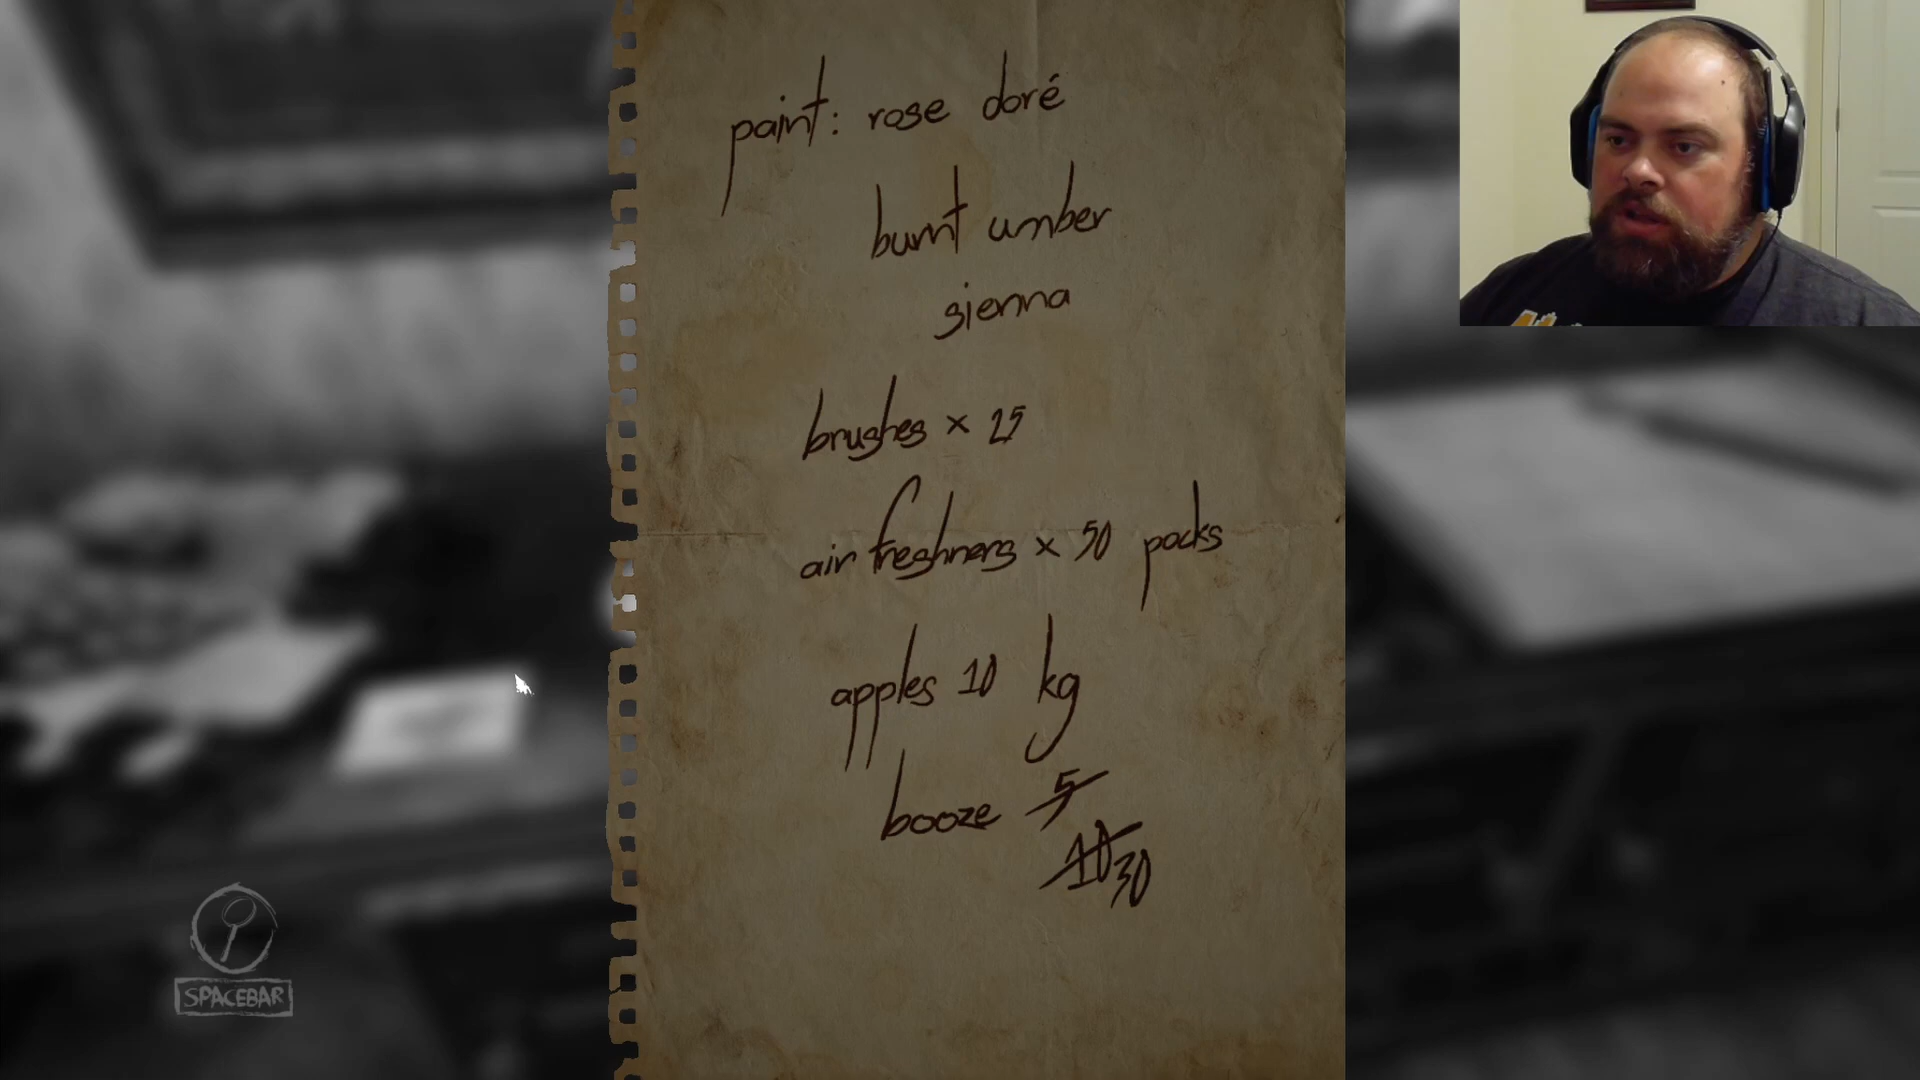 paint: rose doré
burnt umber
sienna
brushes × 25
air freshners × 50 packs
apples 10 kg
booze 5
10 30
SPACEBAR